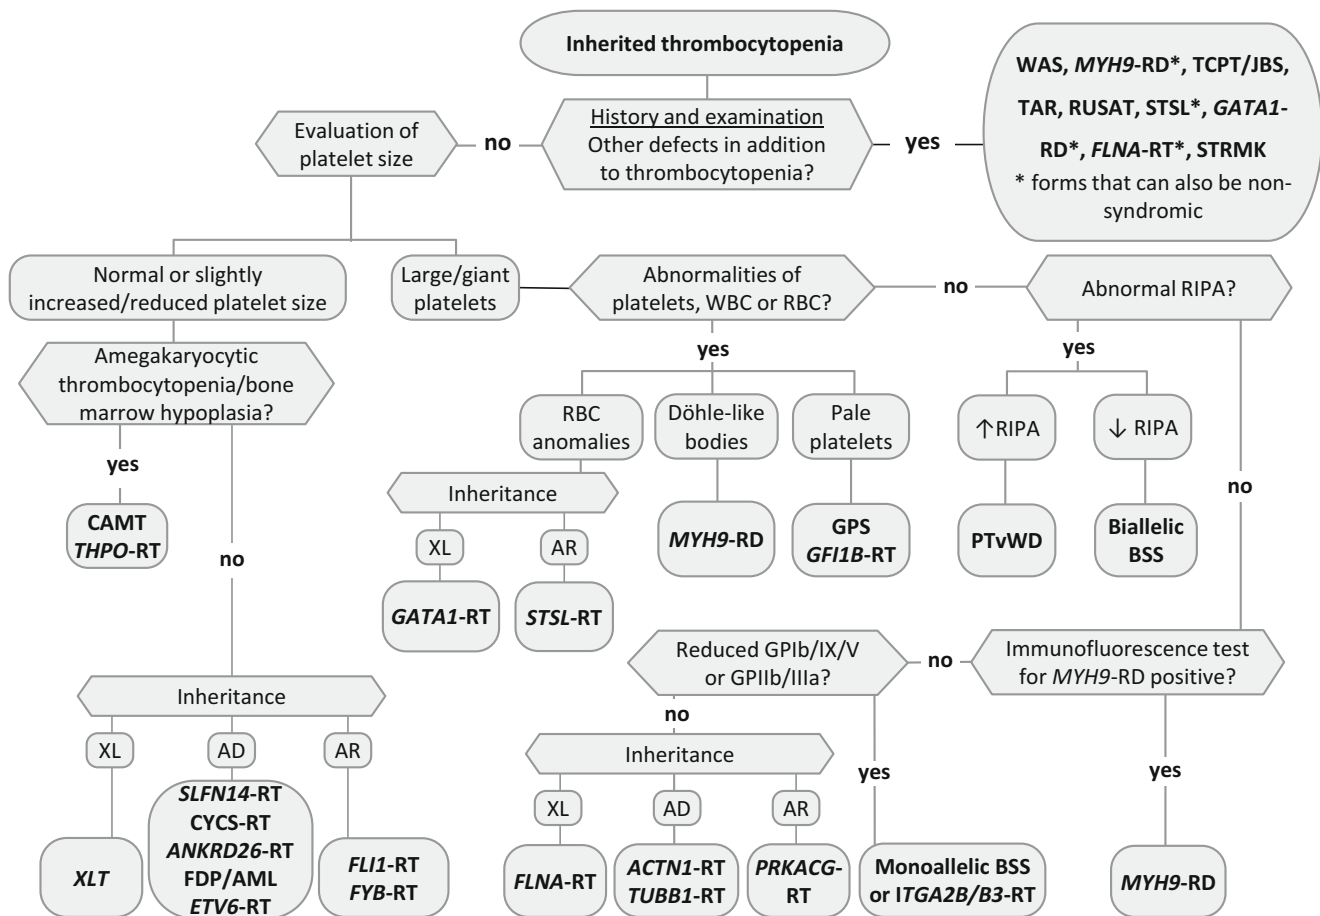 Inherited thrombocytopenia
WAS, MYH9-RD*, TCPT/JBS,
TAR, RUSAT, STSL*, GATA1-
RD*, FLNA-RT*, STRMK
* forms that can also be non-
syndromic
History and examination
Other defects in addition
to thrombocytopenia?
no
yes
Evaluation of
platelet size
Normal or slightly
increased/reduced platelet size
Large/giant
platelets
Abnormalities of
platelets, WBC or RBC?
no
Abnormal RIPA?
Amegakaryocytic
thrombocytopenia/bone
marrow hypoplasia?
yes
yes
no
RBC
anomalies
Döhle-like
bodies
Pale
platelets
↑RIPA
↓ RIPA
yes
no
CAMT
THPO-RT
Inheritance
XL
AR
GATA1-RT
STSL-RT
MYH9-RD
GPS
GFI1B-RT
PTvWD
Biallelic
BSS
no
Reduced GPIb/IX/V
or GPIIb/IIIa?
no
Immunofluorescence test
for MYH9-RD positive?
Inheritance
XL
AD
AR
XLT
SLFN14-RT
CYCS-RT
ANKRD26-RT
FDP/AML
ETV6-RT
FLI1-RT
FYB-RT
no
Inheritance
XL
AD
AR
yes
yes
FLNA-RT
ACTN1-RT
TUBB1-RT
PRKACG-
RT
Monoallelic BSS
or ITGA2B/B3-RT
MYH9-RD